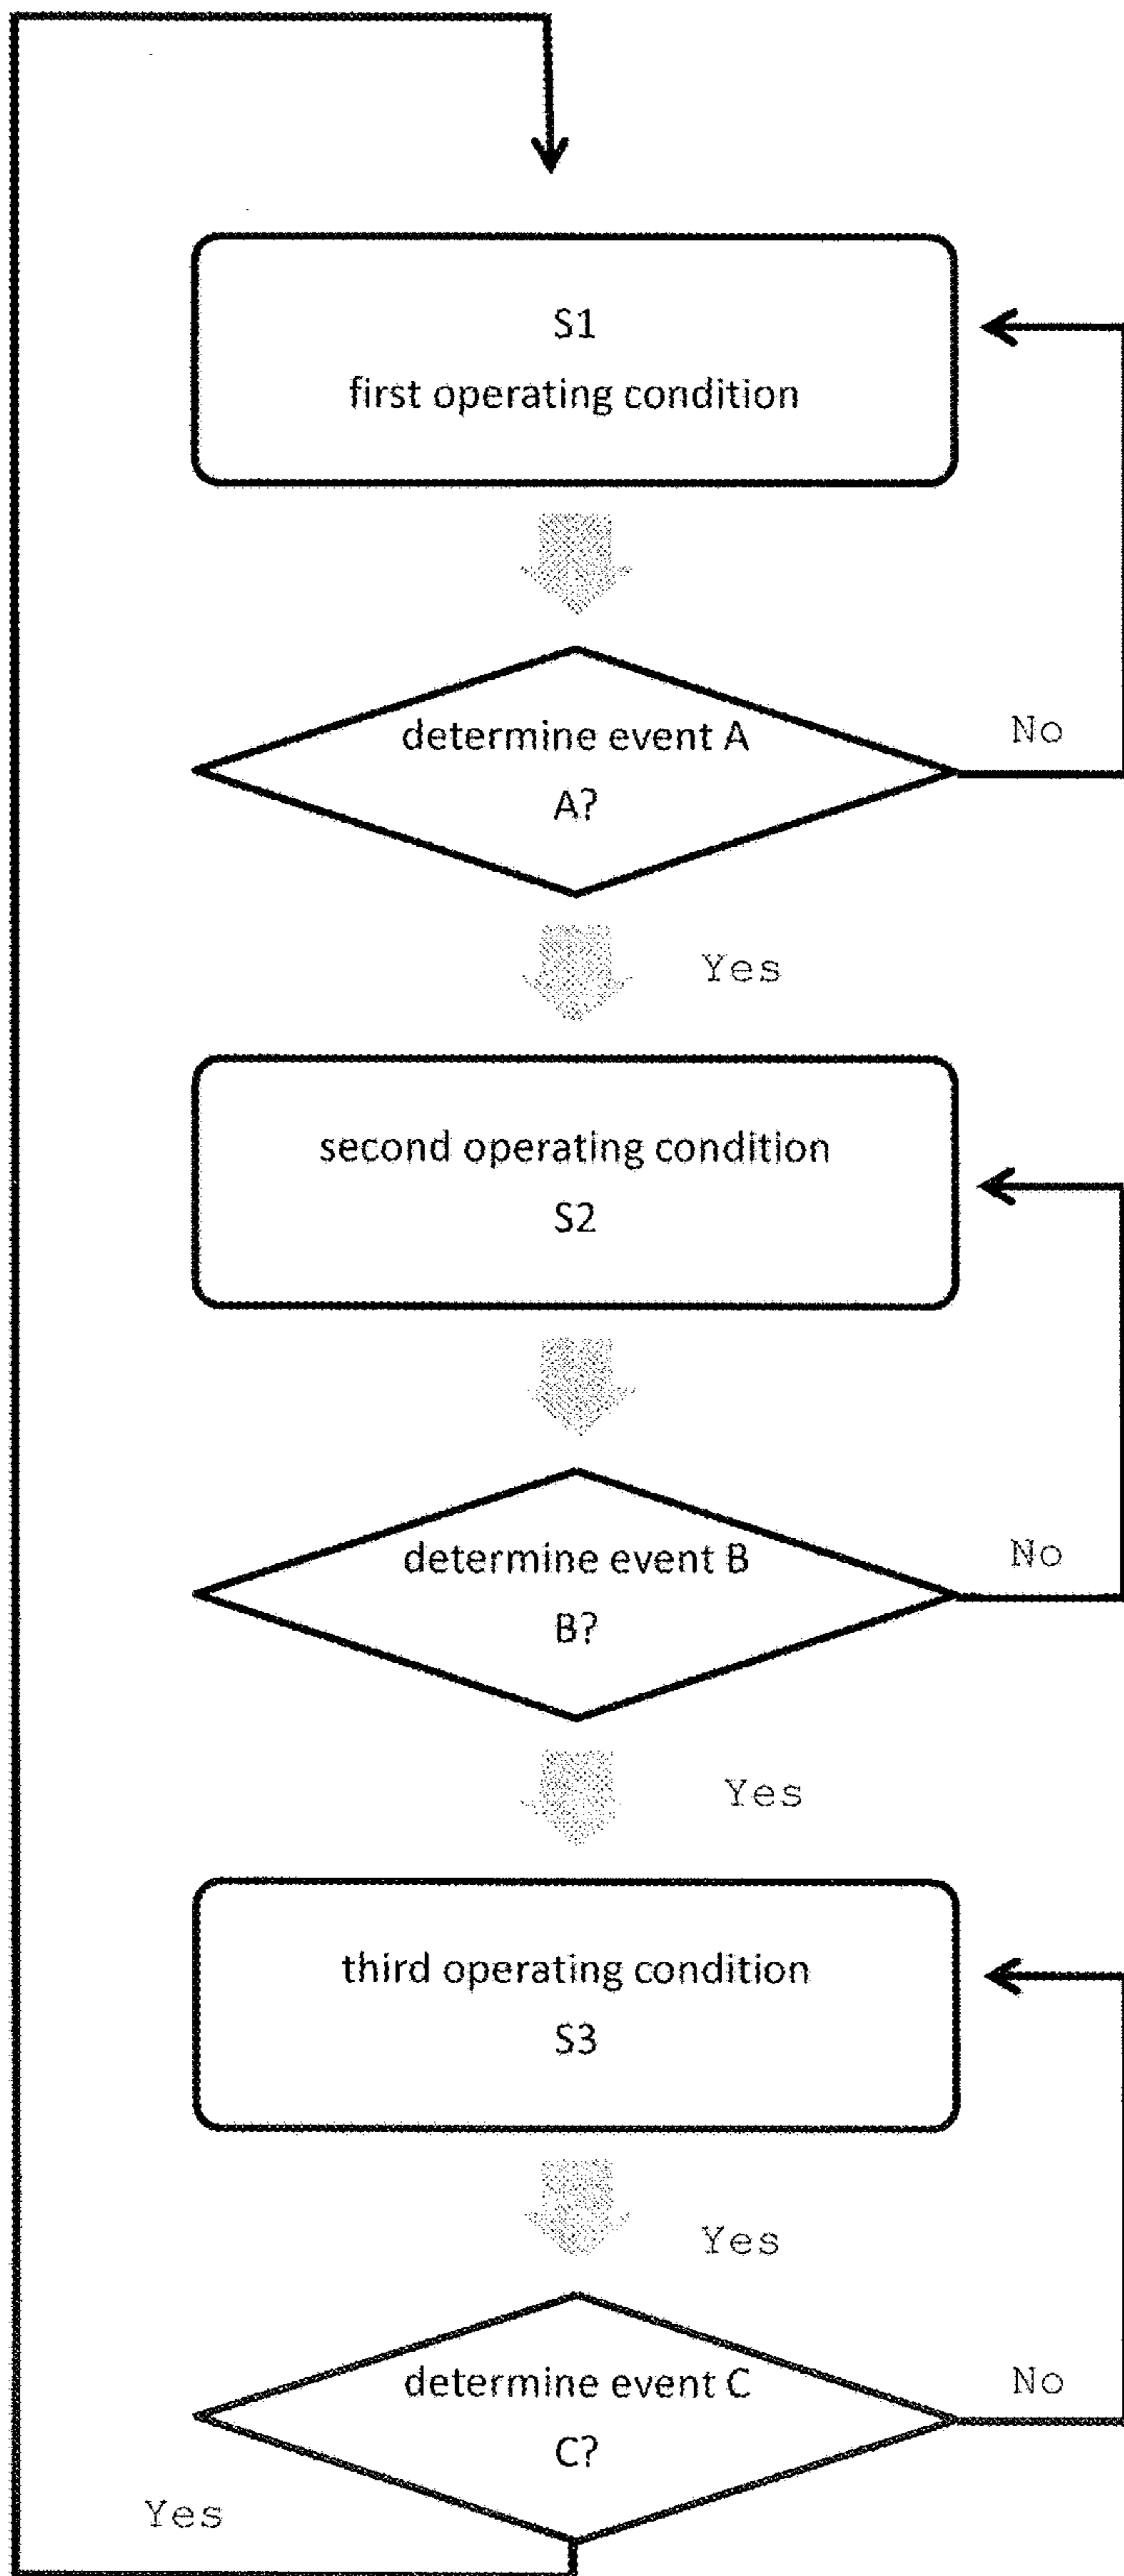 S1
first operating condition
determine event A
No
A?
Yes
second operating condition
S2
determine event B
No
B?
Yes
third operating condition
S3
Yes
determine event C
No
C?
Yes